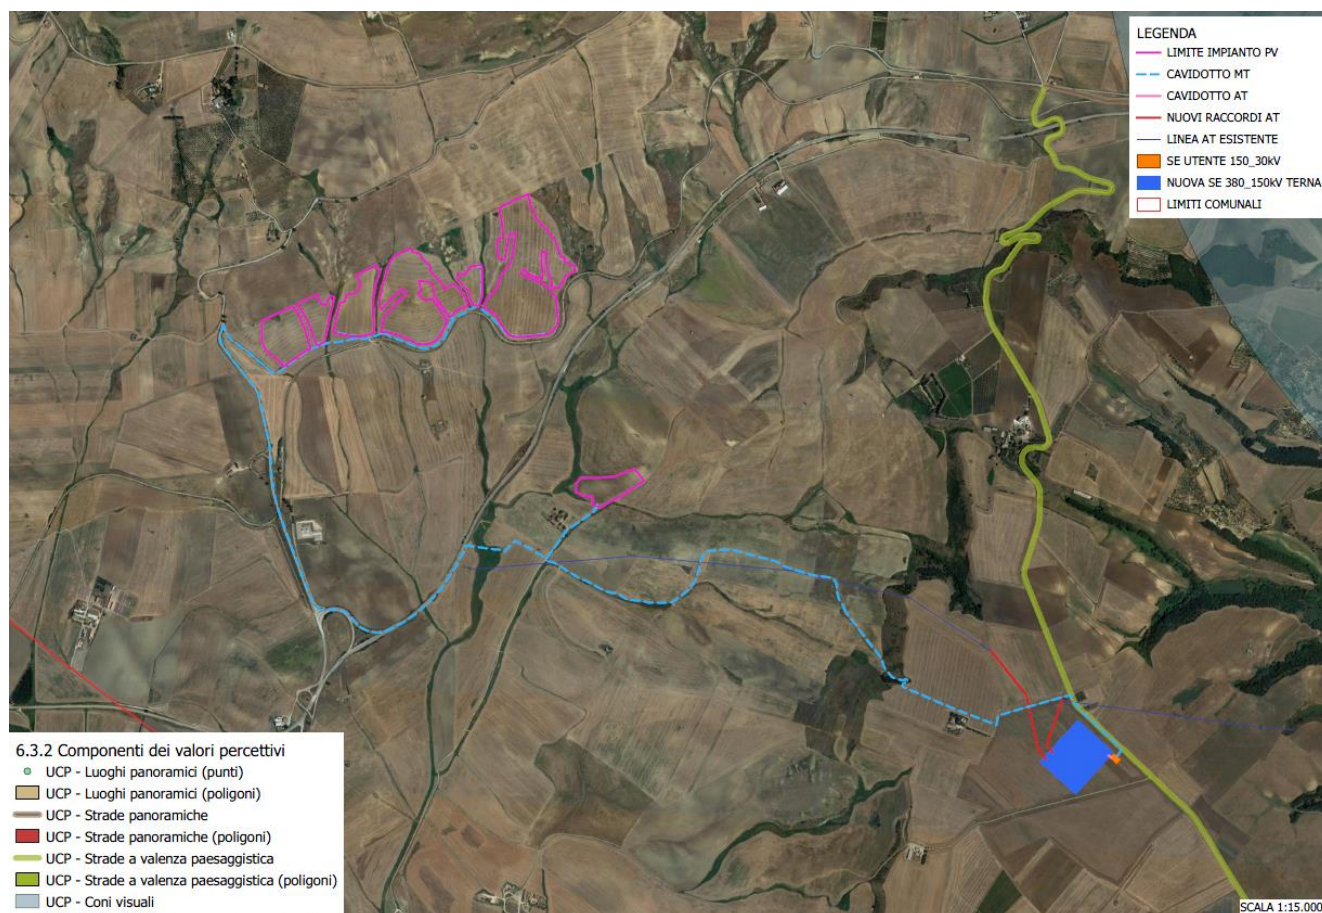 LEGENDA
LIMITE IMPIANTO PV
CAVIDOTTO MT
CAVIDOTTO AT
NUOVI RACCORDI AT
LINEA AT ESISTENTE
SE UTENTE 150_30kV
NUOVA SE 380_150kV TERNA
LIMITI COMUNALI
6.3.2 Componenti dei valori percettivi
UCP - Luoghi panoramici (punti)
UCP - Luoghi panoramici (poligoni)
UCP - Strade panoramiche
UCP - Strade panoramiche (poligoni)
UCP - Strade a valenza paesaggistica
UCP - Strade a valenza paesaggistica (poligoni)
UCP - Coni visuali
SCALA 1:15.000